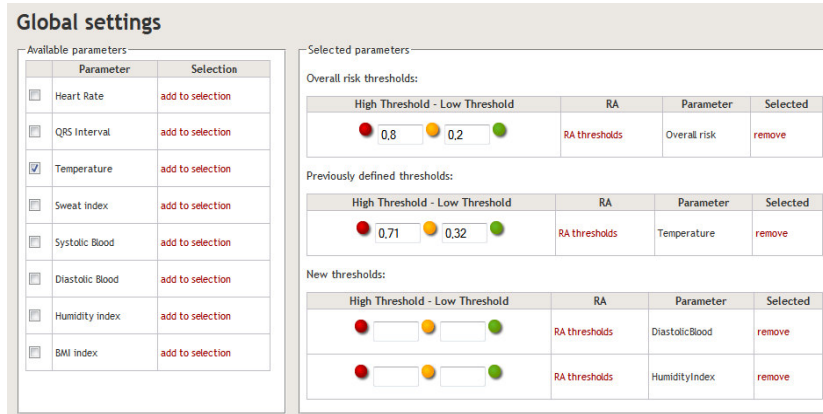 Global settings
Available parameters
Parameter Selection
Heart Rate add to selection
QRS Interval add to selection
Temperature add to selection
Sweat index add to selection
Systolic Blood add to selection
Diastolic Blood add to selection
Humidity index add to selection
BMI index add to selection
Selected parameters
Overall risk thresholds:
High Threshold - Low Threshold RA Parameter Selected
0,8 0,2 RA thresholds Overall risk remove
Previously defined thresholds:
High Threshold - Low Threshold RA Parameter Selected
0,71 0,32 RA thresholds Temperature remove
New thresholds:
High Threshold - Low Threshold RA Parameter Selected
RA thresholds DiastolicBlood remove
RA thresholds HumidityIndex remove